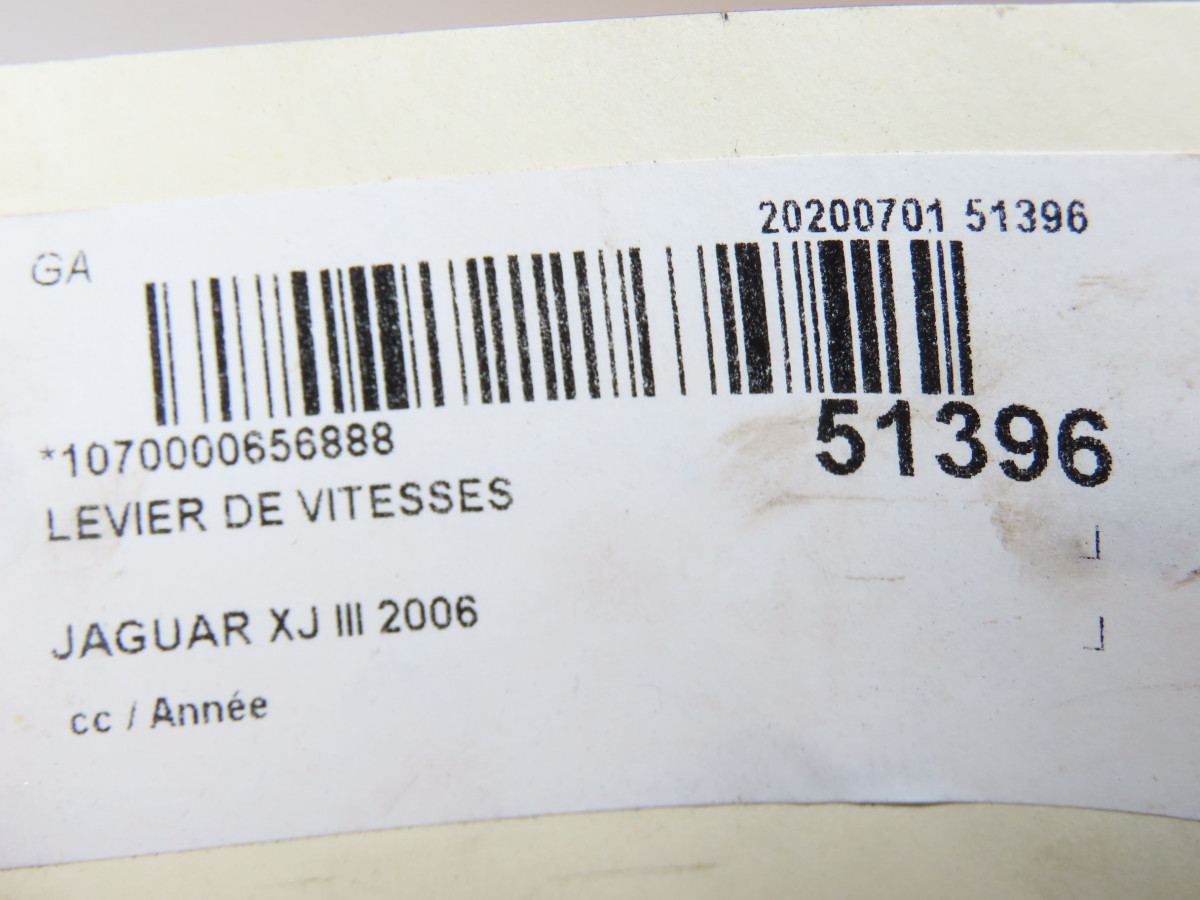 20200701 51396
GA
*1070000656888
51396
LEVIER DE VITESSES
JAGUAR XJ III 2006
cc / Année